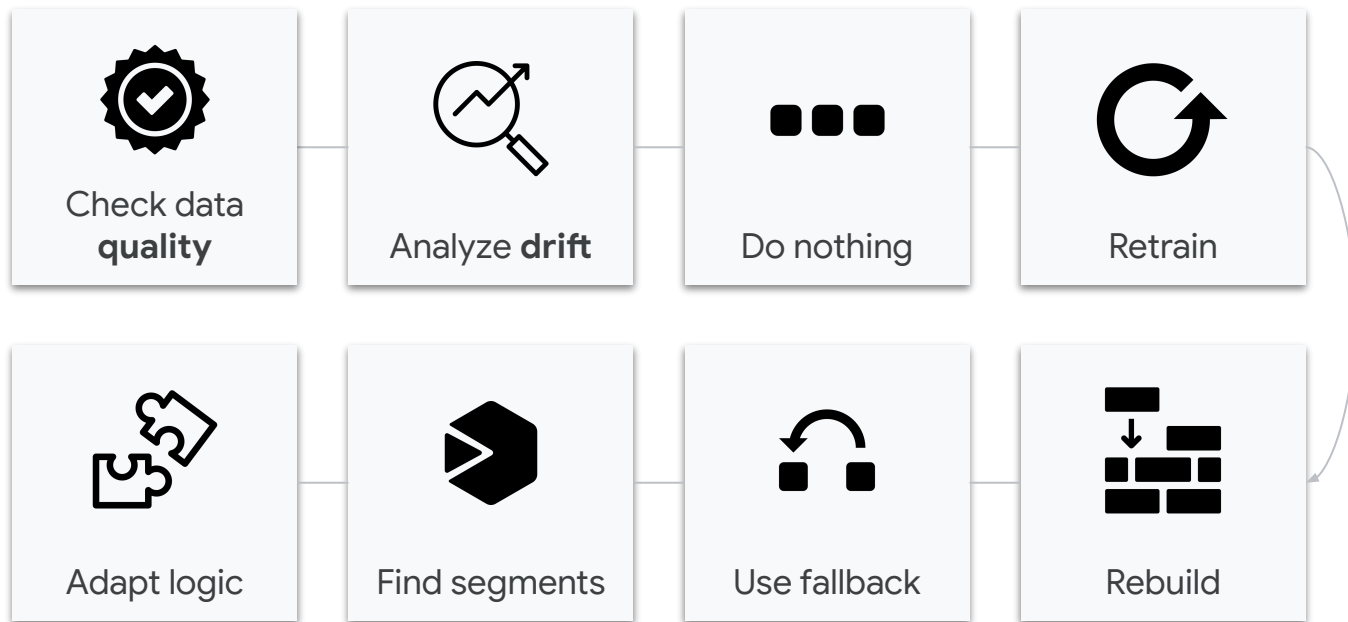 Check data
quality
Analyze drift
Do nothing
Retrain
Adapt logic
Find segments
Use fallback
Rebuild